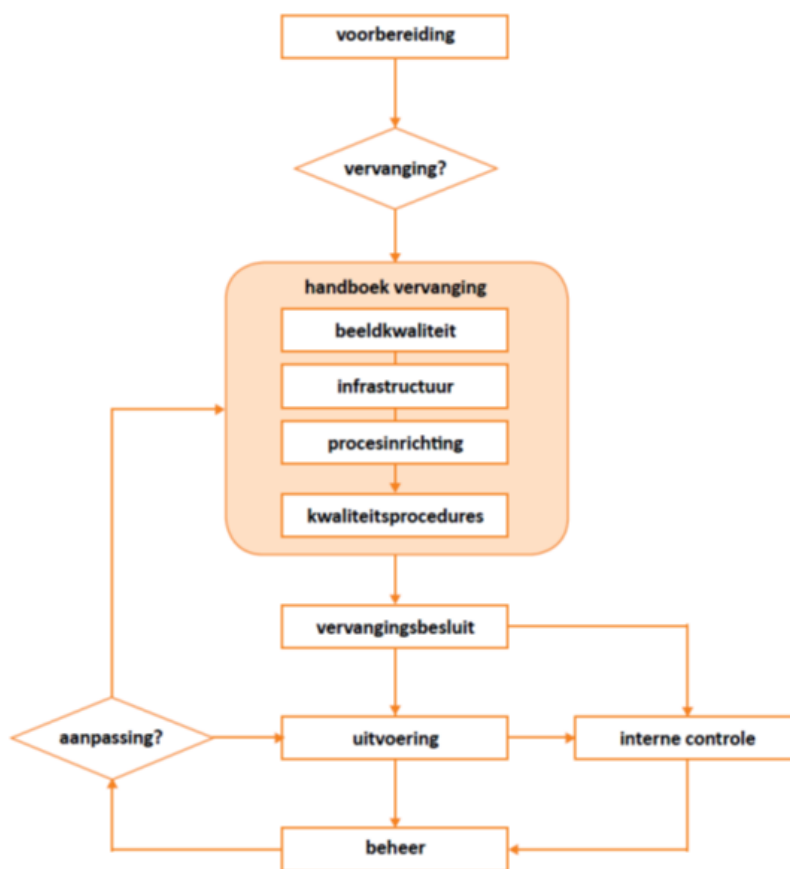 voorbereiding
vervanging?
handboek vervanging
beeldkwaliteit
infrastructuur
procesinrichting
kwaliteitsprocedures
vervangingsbesluit
aanpassing?
uitvoering
interne controle
beheer